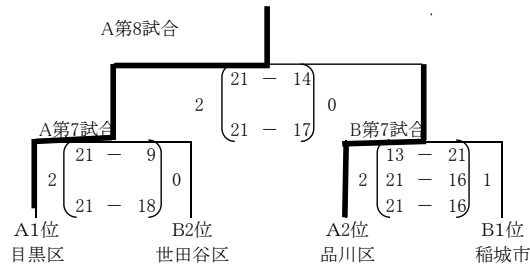 A第8試合
21 － 14
2 0
21 － 17
A第7試合 B第7試合
21 － 9 13 － 21
2 0 2 21 － 16 1
21 － 18 21 － 16
A1位 B2位 A2位 B1位
目黒区 世田谷区 品川区 稲城市